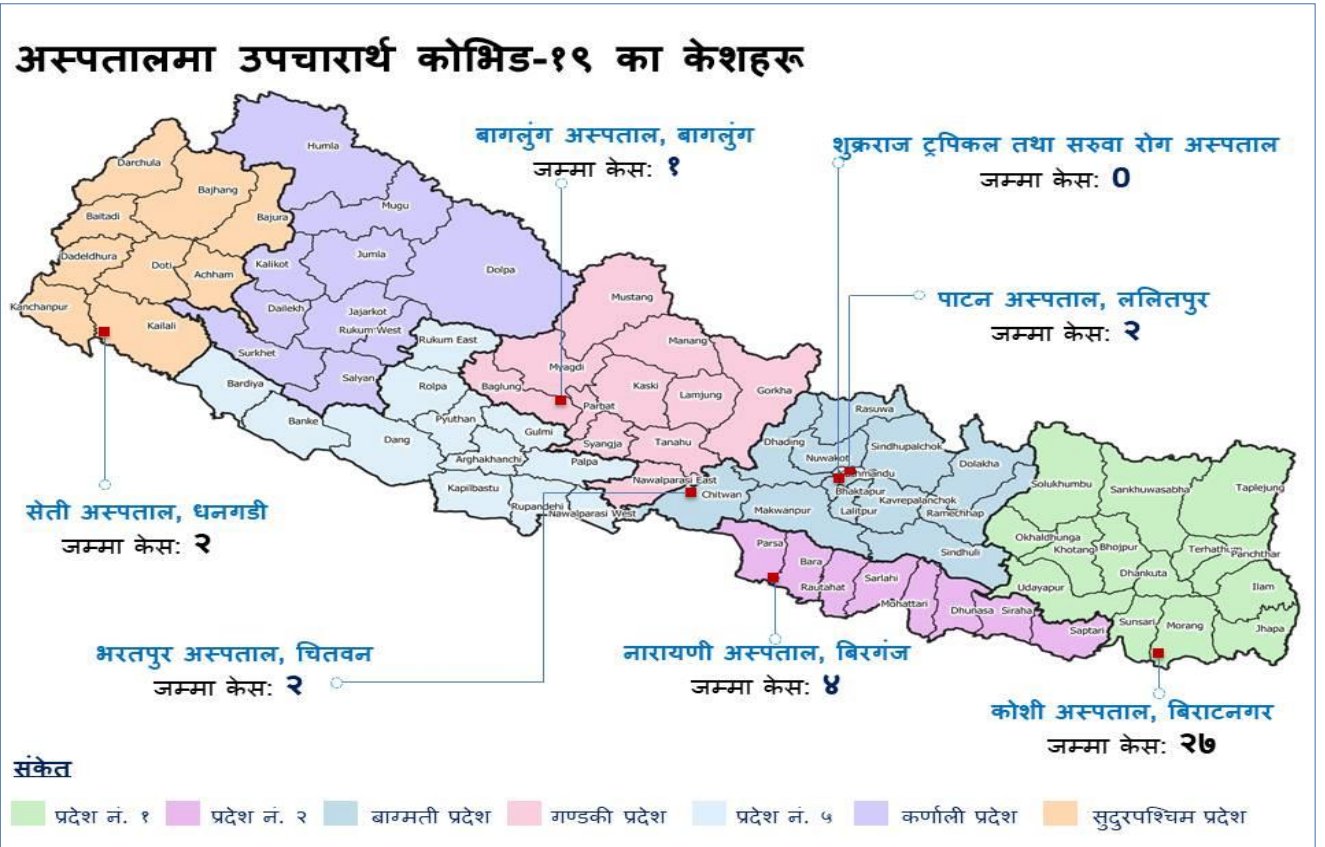 अस्पतालमा उपचारार्थ कोभिड-१९ का केशहरू
बागलुंग अस्पताल, बागलुंग
जम्मा केस: १
शुक्रराज ट्रपिकल तथा सरुवा रोग अस्पताल
जम्मा केस: 0
पाटन अस्पताल, ललितपुर
जम्मा केस: २
Darchula
Bajhang
Baitadi
Bajura
Dadeldhura
Doti
Achham
Kanchanpur
Kailali
Humla
Mugu
Jumla
Kalikot
Dolpa
Dailekh
Jajarkot
Rukum West
Surkhet
Salyan
Rukum East
Bardiya
Rolpa
Banke
Pyuthan
Dang
Gulmi
Arghakhanchi
Palpa
Kapilbastu
Rupandehi
Nawalparasi West
Mustang
Manang
Myagdi
Baglung
Kaski
Lamjung
Gorkha
Parbat
Syangja
Tanahu
Nawalparasi East
Rasuwa
Dhading
Nuwakot
Sindhupalchok
Dolakha
hmandu
Chitwan
Bhaktapur
Kavrepalanchok
Makwanpur
Lalitpur
Ramechhap
Sindhuli
Parsa
Bara
Rautahat
Sarlahi
Mohattari
Dhunasa
Siraha
Saptari
Solukhumbu
Sankhuwasabha
Taplejung
Okhaldhunga
Khotang
Bhojpur
Terhathum
Panchthar
Dhankuta
Udayapur
Ilam
Sunsari
Morang
Jhapa
सेती अस्पताल, धनगडी
जम्मा केस: २
भरतपुर अस्पताल, चितवन
जम्मा केस: २
नारायणी अस्पताल, बिरगंज
जम्मा केस: ४
कोशी अस्पताल, बिराटनगर
जम्मा केस: २७
संकेत
प्रदेश नं. १ प्रदेश नं. २ बाग्मती प्रदेश गण्डकी प्रदेश प्रदेश नं. ५ कर्णाली प्रदेश सुदुरपश्चिम प्रदेश